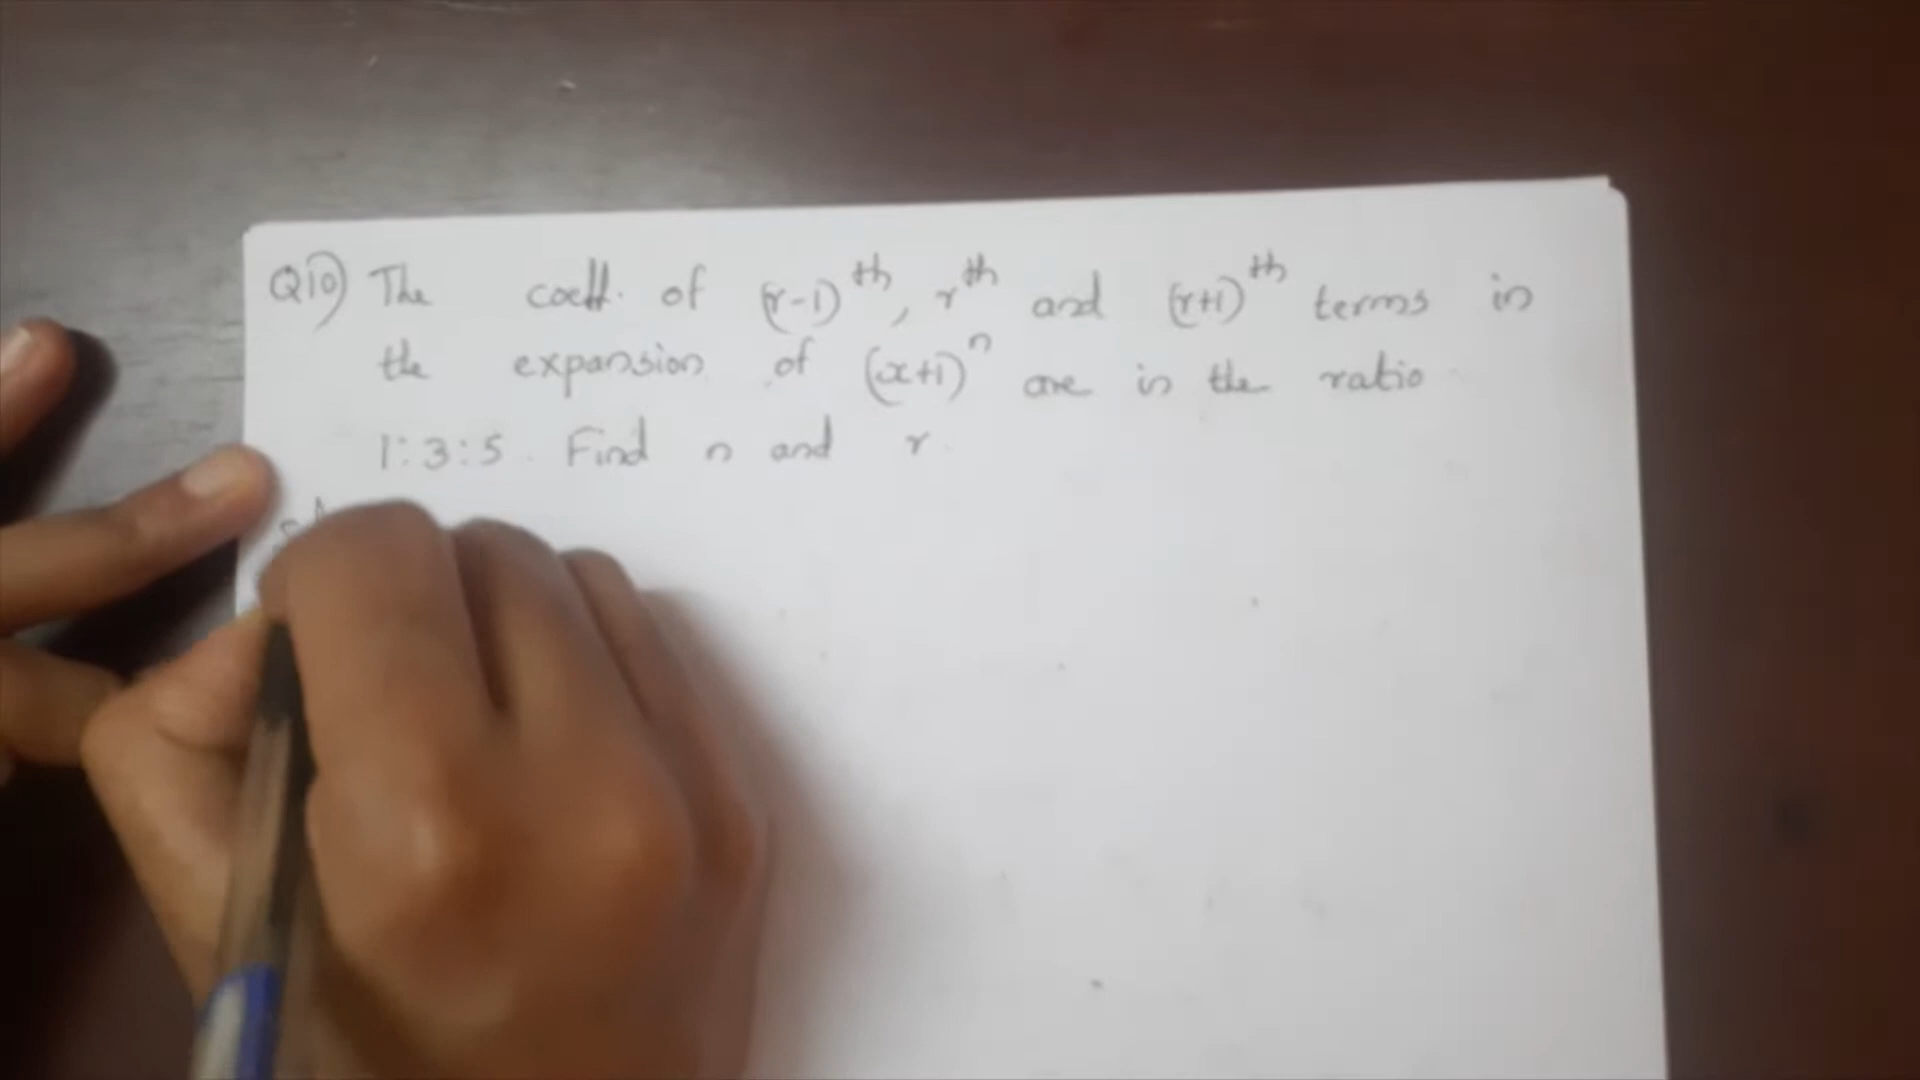 Q10) The coeff. of (r-1)th, rth and (r+1)th terms in
the expansion of (x+1)n are in the ratio
1:3:5. Find n and r.